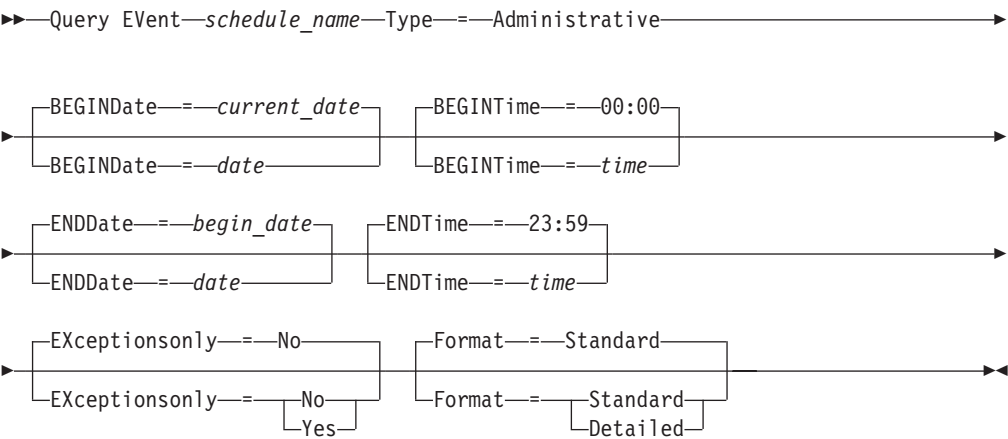 Query EVent schedule_name Type = Administrative
BEGINDate = current_date BEGINTime = 00:00
BEGINDate = date BEGINTime = time
ENDDate = begin_date ENDTime = 23:59
ENDDate = date ENDTime = time
EXceptionsonly = No Format = Standard
EXceptionsonly = No Format = Standard
Yes Detailed